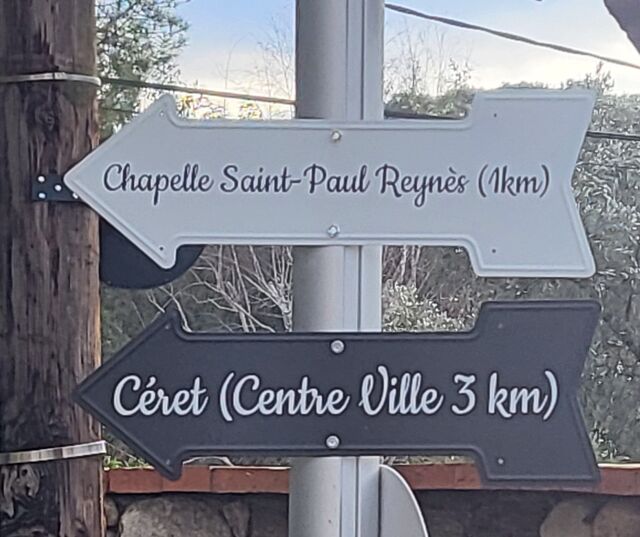 Chapelle Saint-Paul Reynès (1km)
Céret (Centre Ville 3 km)